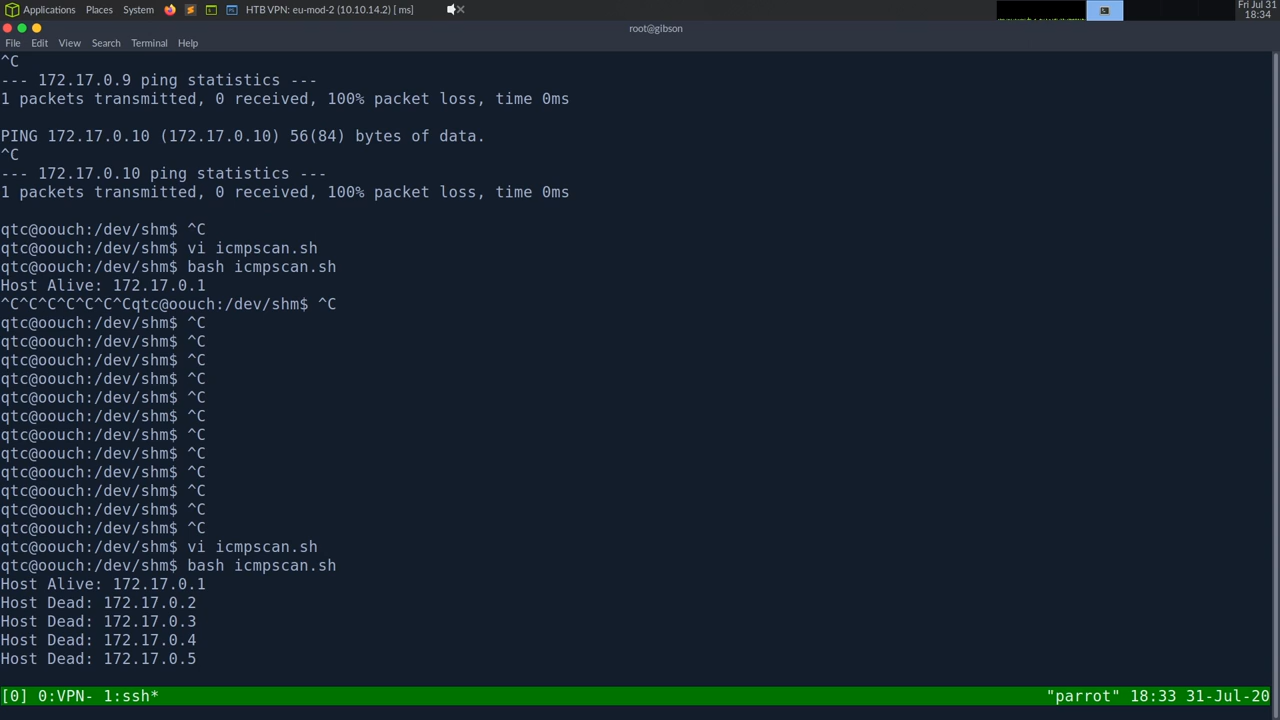 Applications Places System HTB VPN: eu-mod-2 (10.10.14.2) [ ms] Fri Jul 31
18:34
root@gibson
File Edit View Search Terminal Help
^C
--- 172.17.0.9 ping statistics ---
1 packets transmitted, 0 received, 100% packet loss, time 0ms
PING 172.17.0.10 (172.17.0.10) 56(84) bytes of data.
^C
--- 172.17.0.10 ping statistics ---
1 packets transmitted, 0 received, 100% packet loss, time 0ms
qtc@oouch:/dev/shm$ ^C
qtc@oouch:/dev/shm$ vi icmpscan.sh
qtc@oouch:/dev/shm$ bash icmpscan.sh
Host Alive: 172.17.0.1
^C^C^C^C^C^C^Cqtc@oouch:/dev/shm$ ^C
qtc@oouch:/dev/shm$ ^C
qtc@oouch:/dev/shm$ ^C
qtc@oouch:/dev/shm$ ^C
qtc@oouch:/dev/shm$ ^C
qtc@oouch:/dev/shm$ ^C
qtc@oouch:/dev/shm$ ^C
qtc@oouch:/dev/shm$ ^C
qtc@oouch:/dev/shm$ ^C
qtc@oouch:/dev/shm$ ^C
qtc@oouch:/dev/shm$ ^C
qtc@oouch:/dev/shm$ ^C
qtc@oouch:/dev/shm$ ^C
qtc@oouch:/dev/shm$ vi icmpscan.sh
qtc@oouch:/dev/shm$ bash icmpscan.sh
Host Alive: 172.17.0.1
Host Dead: 172.17.0.2
Host Dead: 172.17.0.3
Host Dead: 172.17.0.4
Host Dead: 172.17.0.5
[0] 0:VPN- 1:ssh* "parrot" 18:33 31-Jul-20